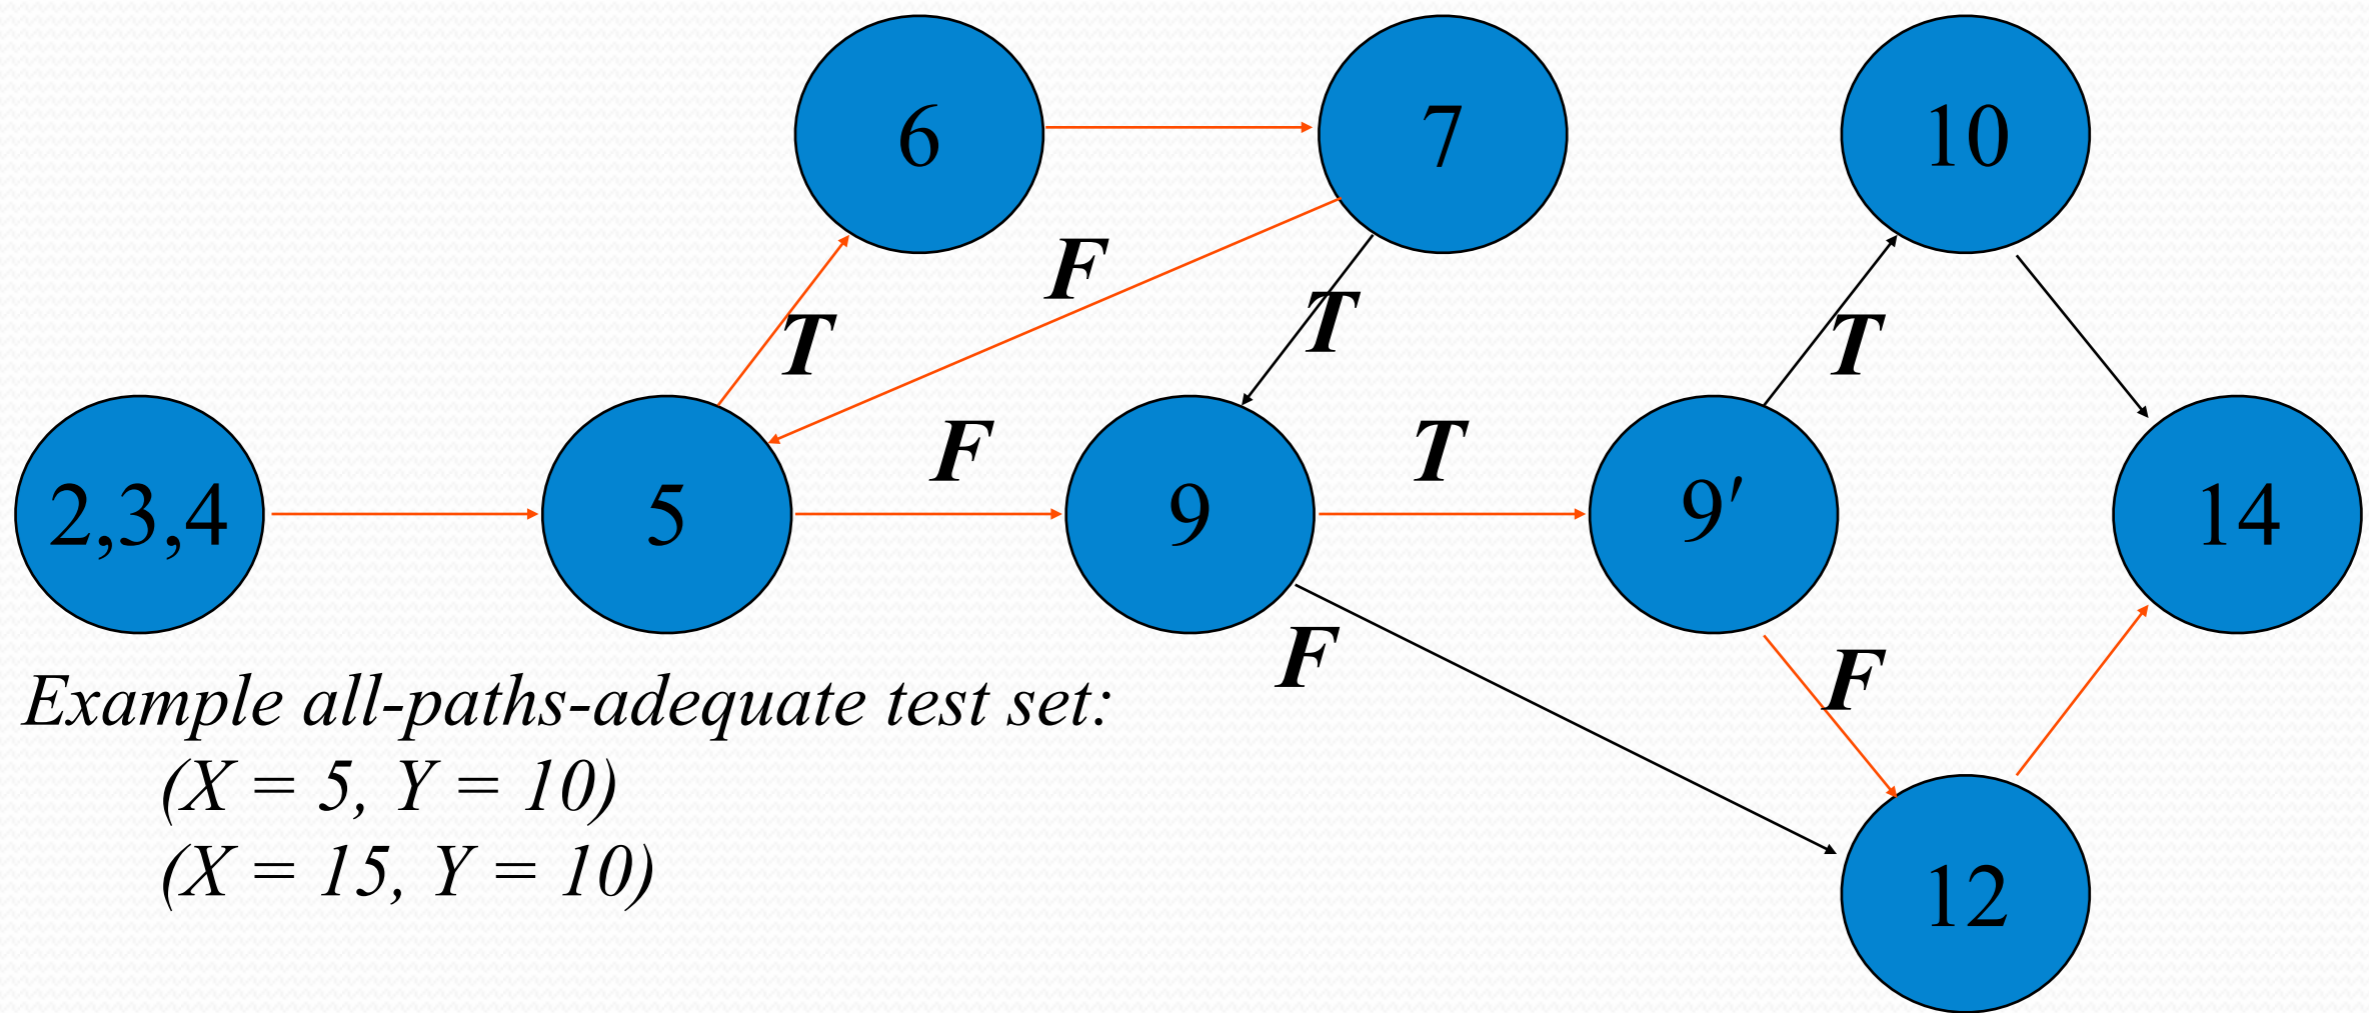 6
7
10
F
T
T
T
2,3,4
5
F
9
T
9′
14
F
F
Example all-paths-adequate test set:
(X = 5, Y = 10)
(X = 15, Y = 10)
12